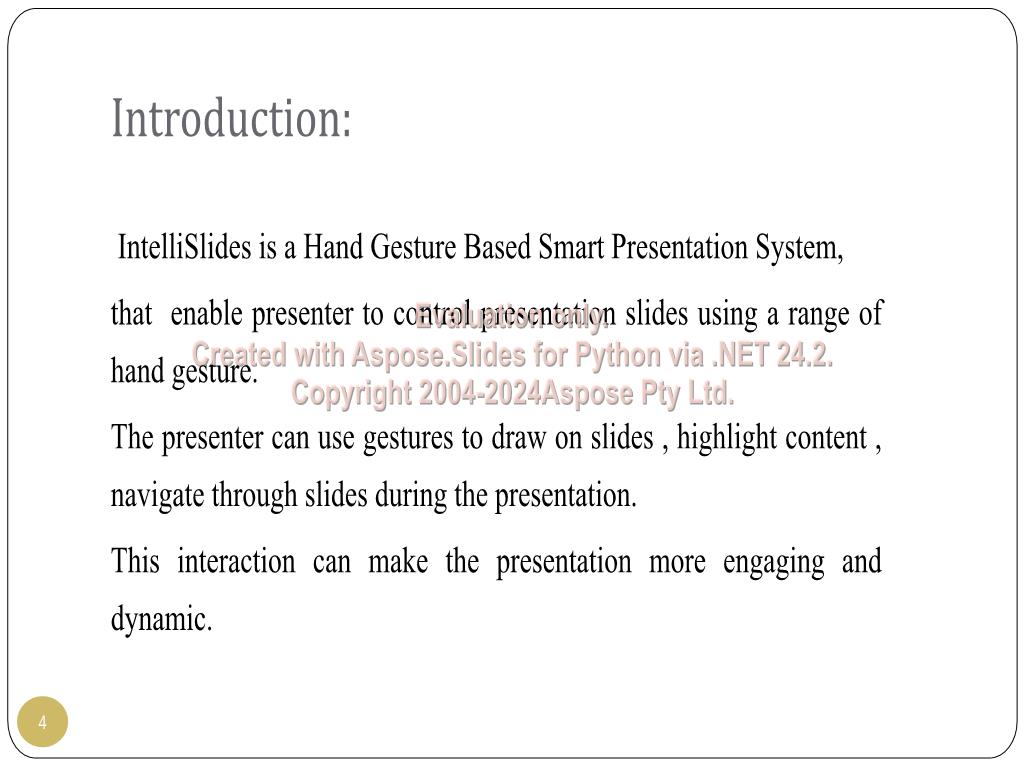 Introduction:
IntelliSlides is a Hand Gesture Based Smart Presentation System,
that enable presenter to control presentation slides using a range of
Evaluation only.
Created with Aspose.Slides for Python via .NET 24.2.
hand gesture.
Copyright 2004-2024Aspose Pty Ltd.
The presenter can use gestures to draw on slides , highlight content ,
navigate through slides during the presentation.
This interaction can make the presentation more engaging and
dynamic.
4